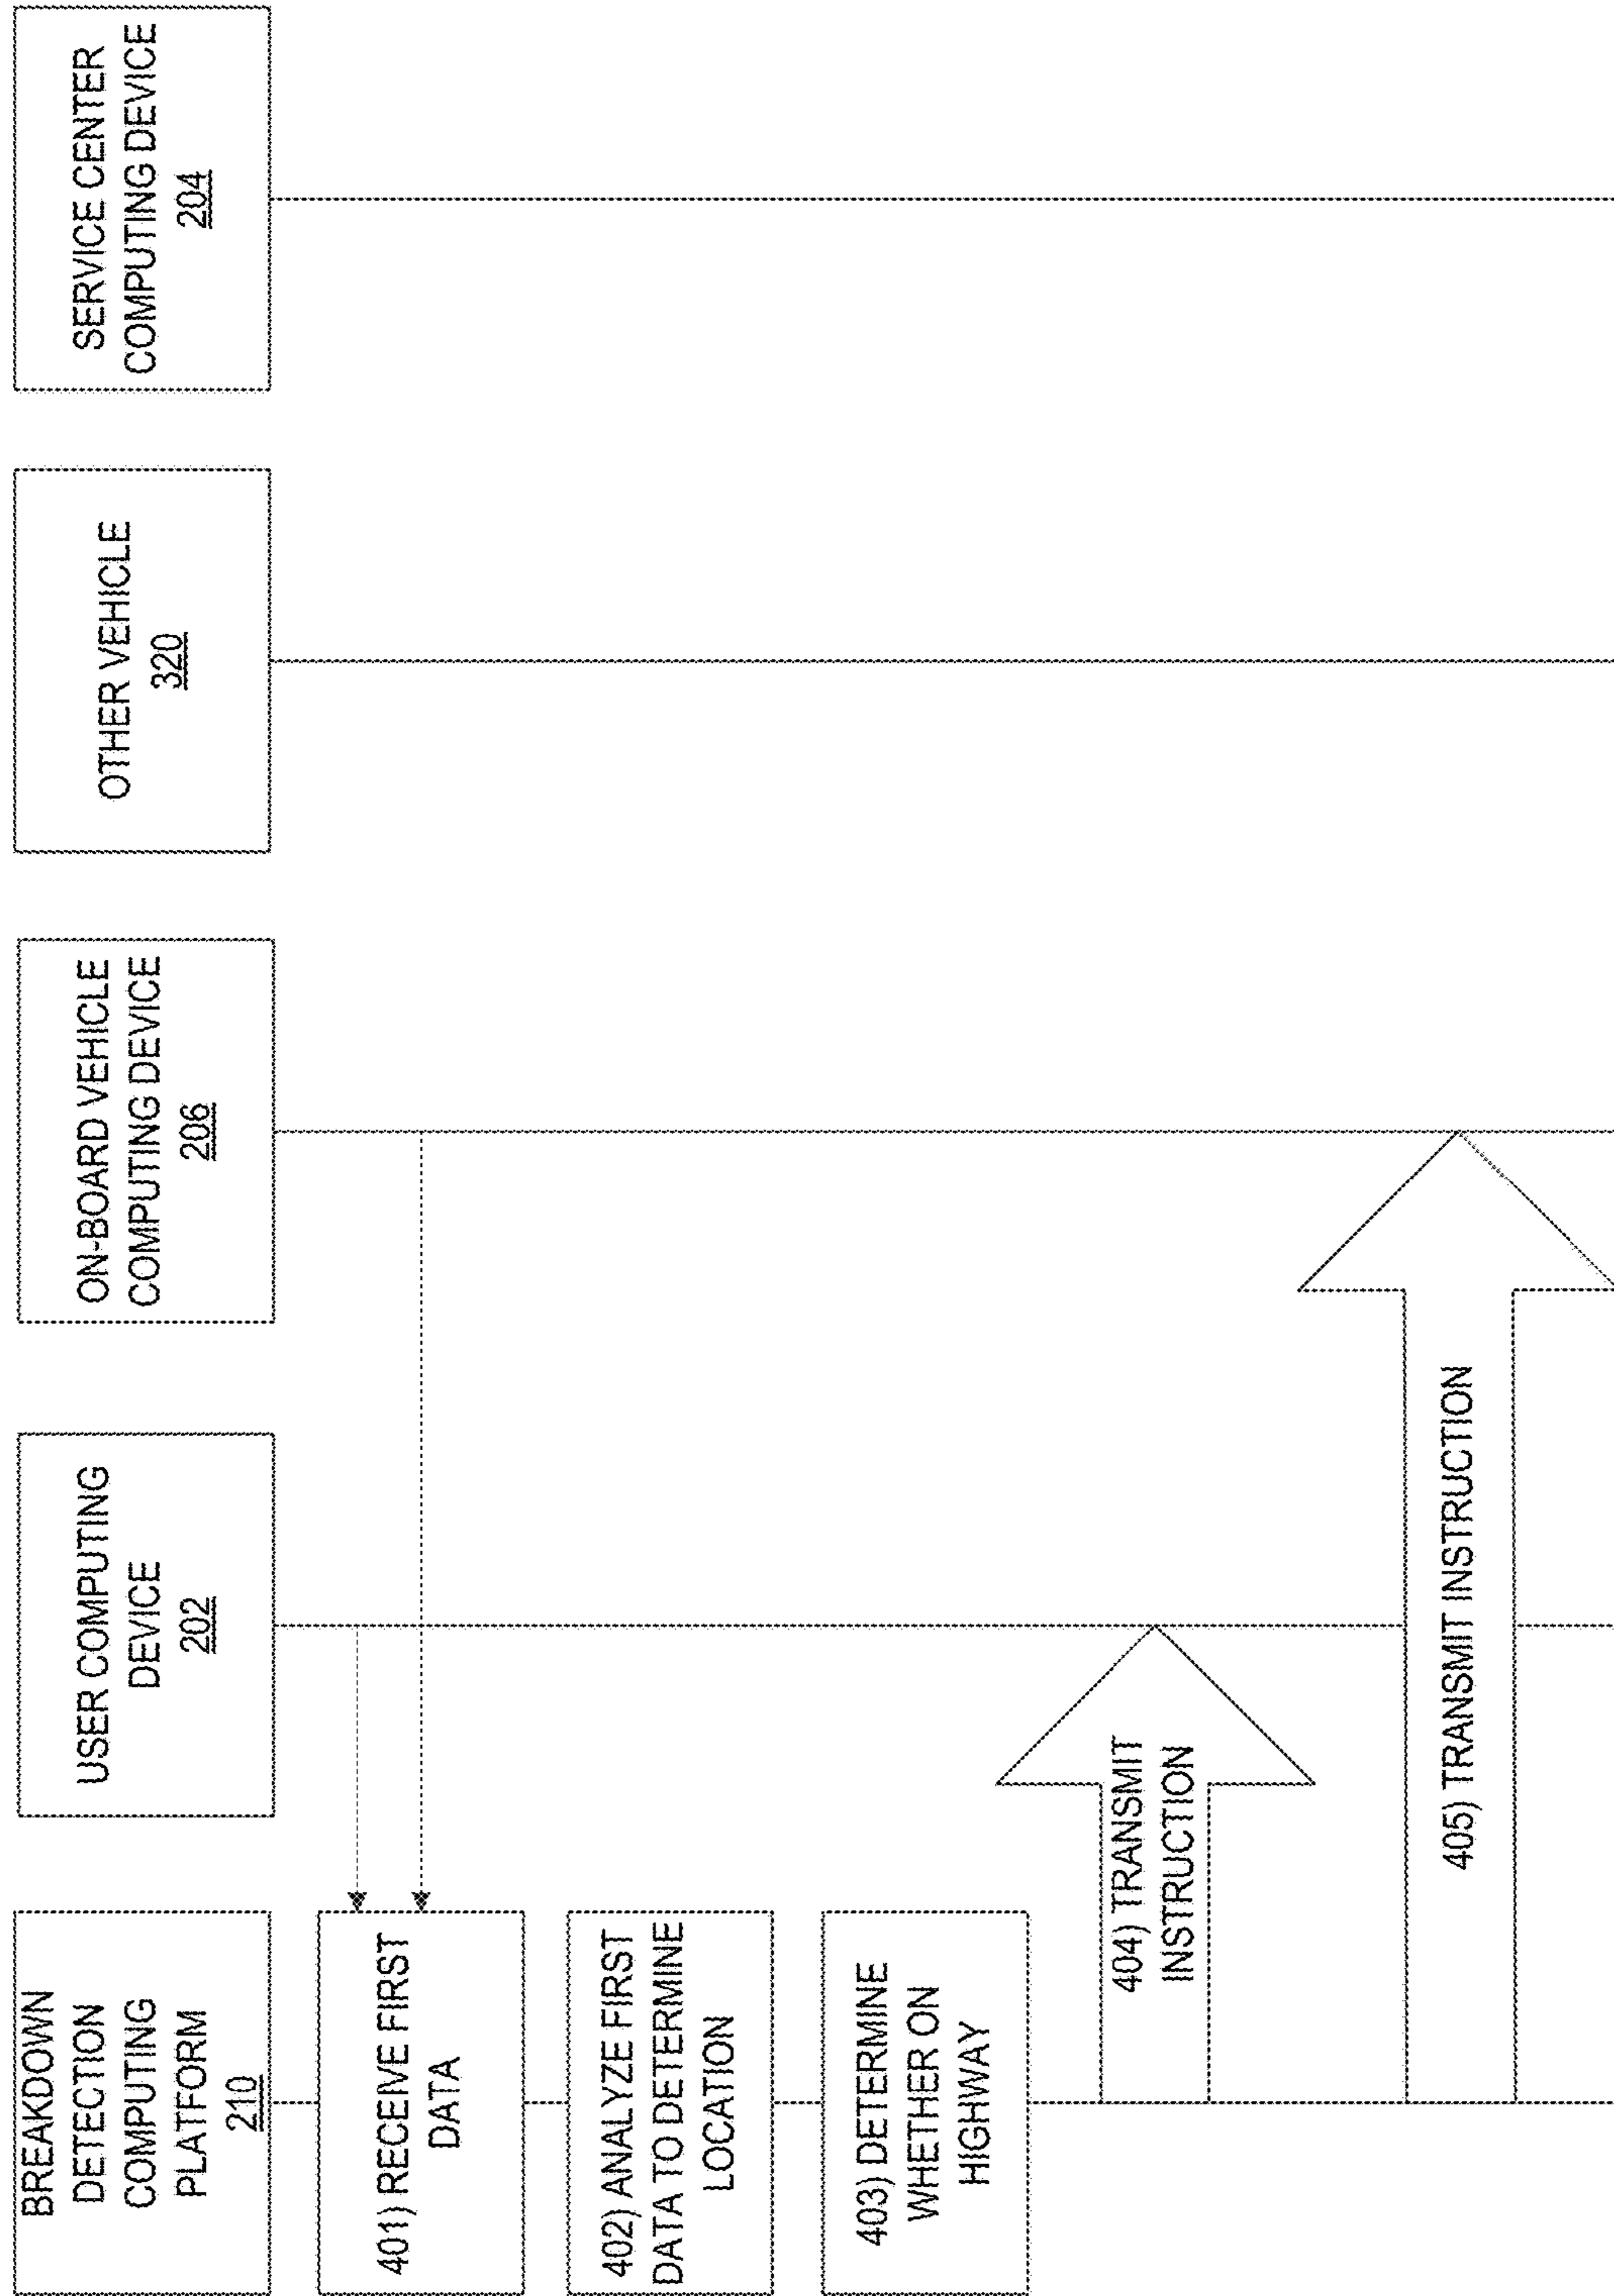 BREAKDOWN
DETECTION
COMPUTING
PLATFORM
210
USER COMPUTING
DEVICE
202
ON-BOARD VEHICLE
COMPUTING DEVICE
206
OTHER VEHICLE
320
SERVICE CENTER
COMPUTING DEVICE
204
401) RECEIVE FIRST
DATA
402) ANALYZE FIRST
DATA TO DETERMINE
LOCATION
403) DETERMINE
WHETHER ON
HIGHWAY
404) TRANSMIT
INSTRUCTION
405) TRANSMIT INSTRUCTION